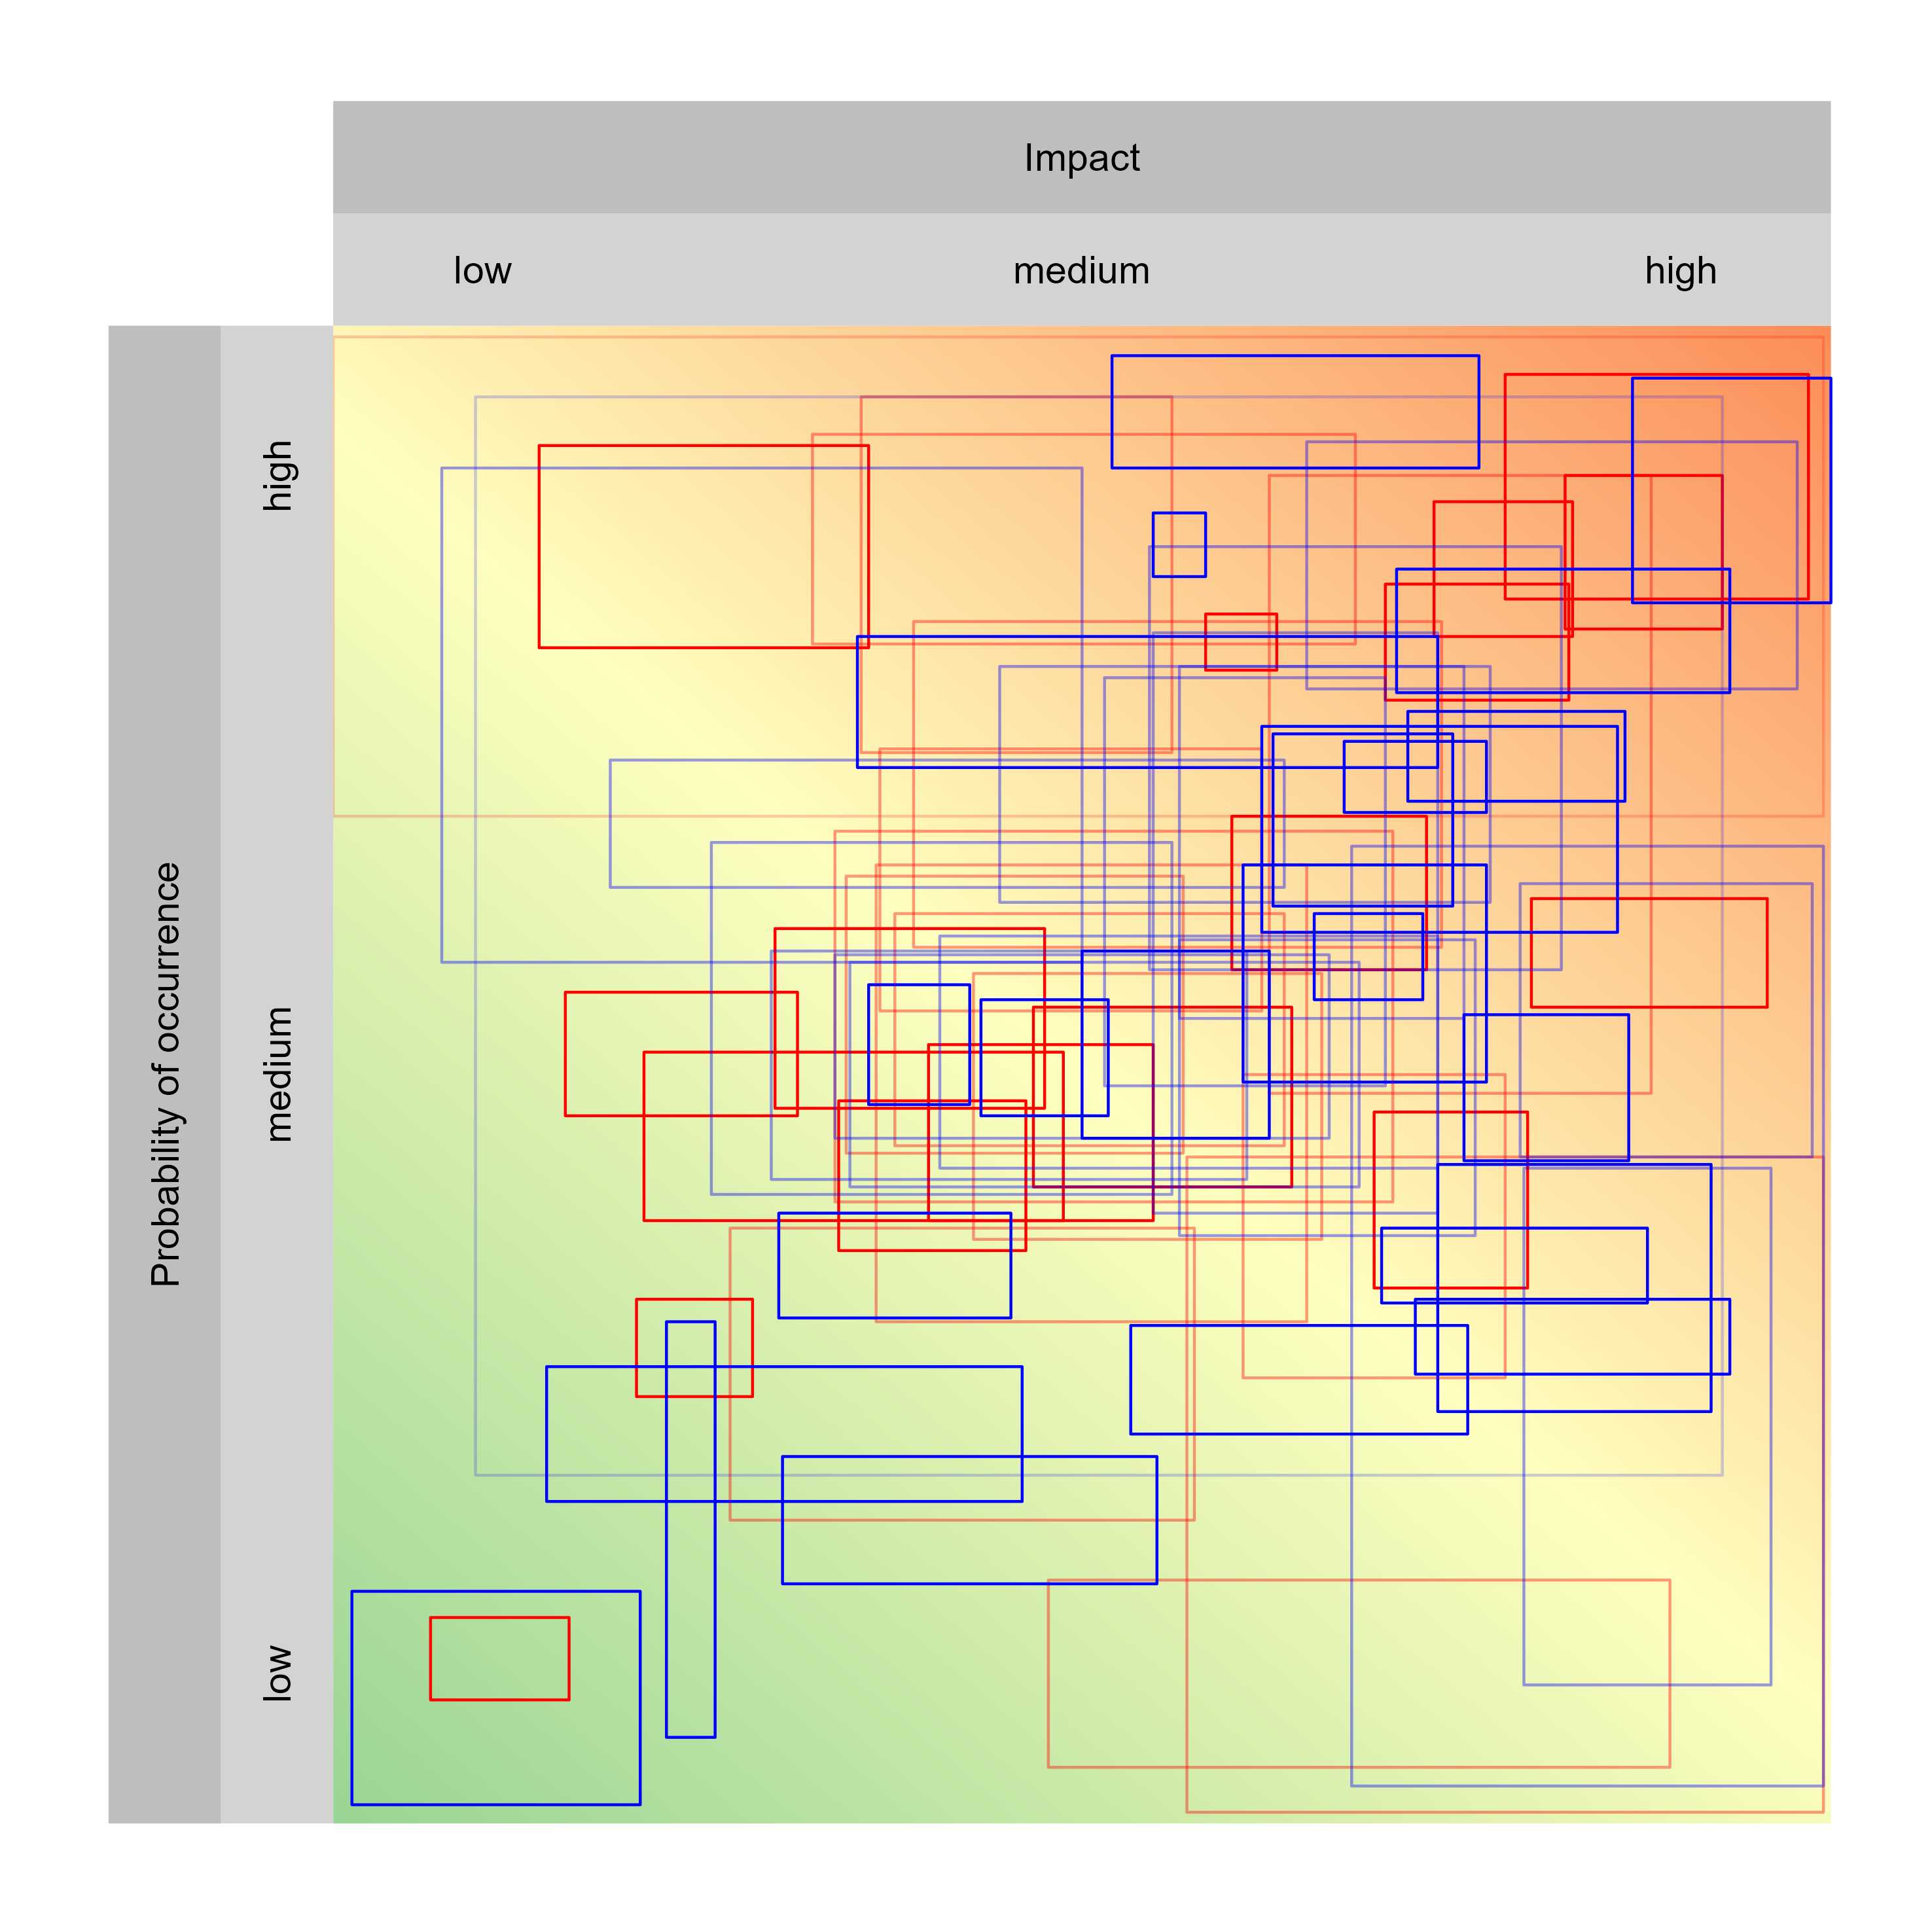 Impact
low
medium
high
Probability of occurrence
high
medium
low